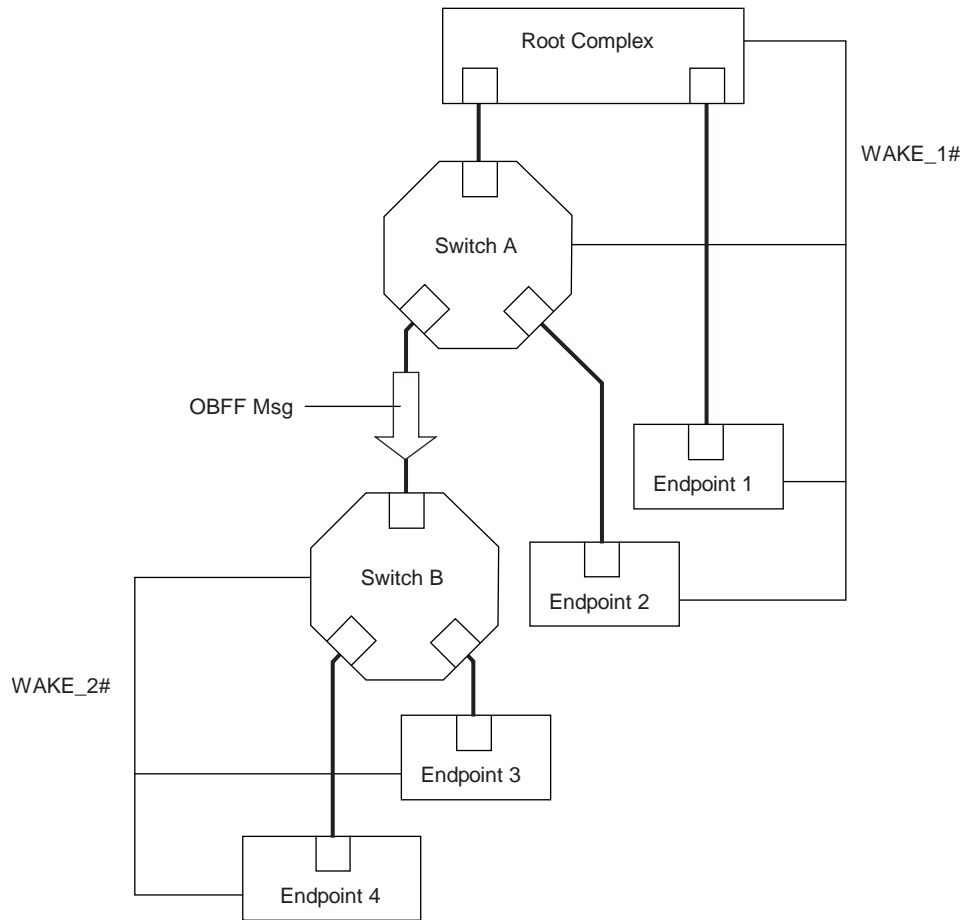 Root Complex
WAKE_1#
Switch A
OBFF Msg
Endpoint 1
Switch B
Endpoint 2
WAKE_2#
Endpoint 3
Endpoint 4